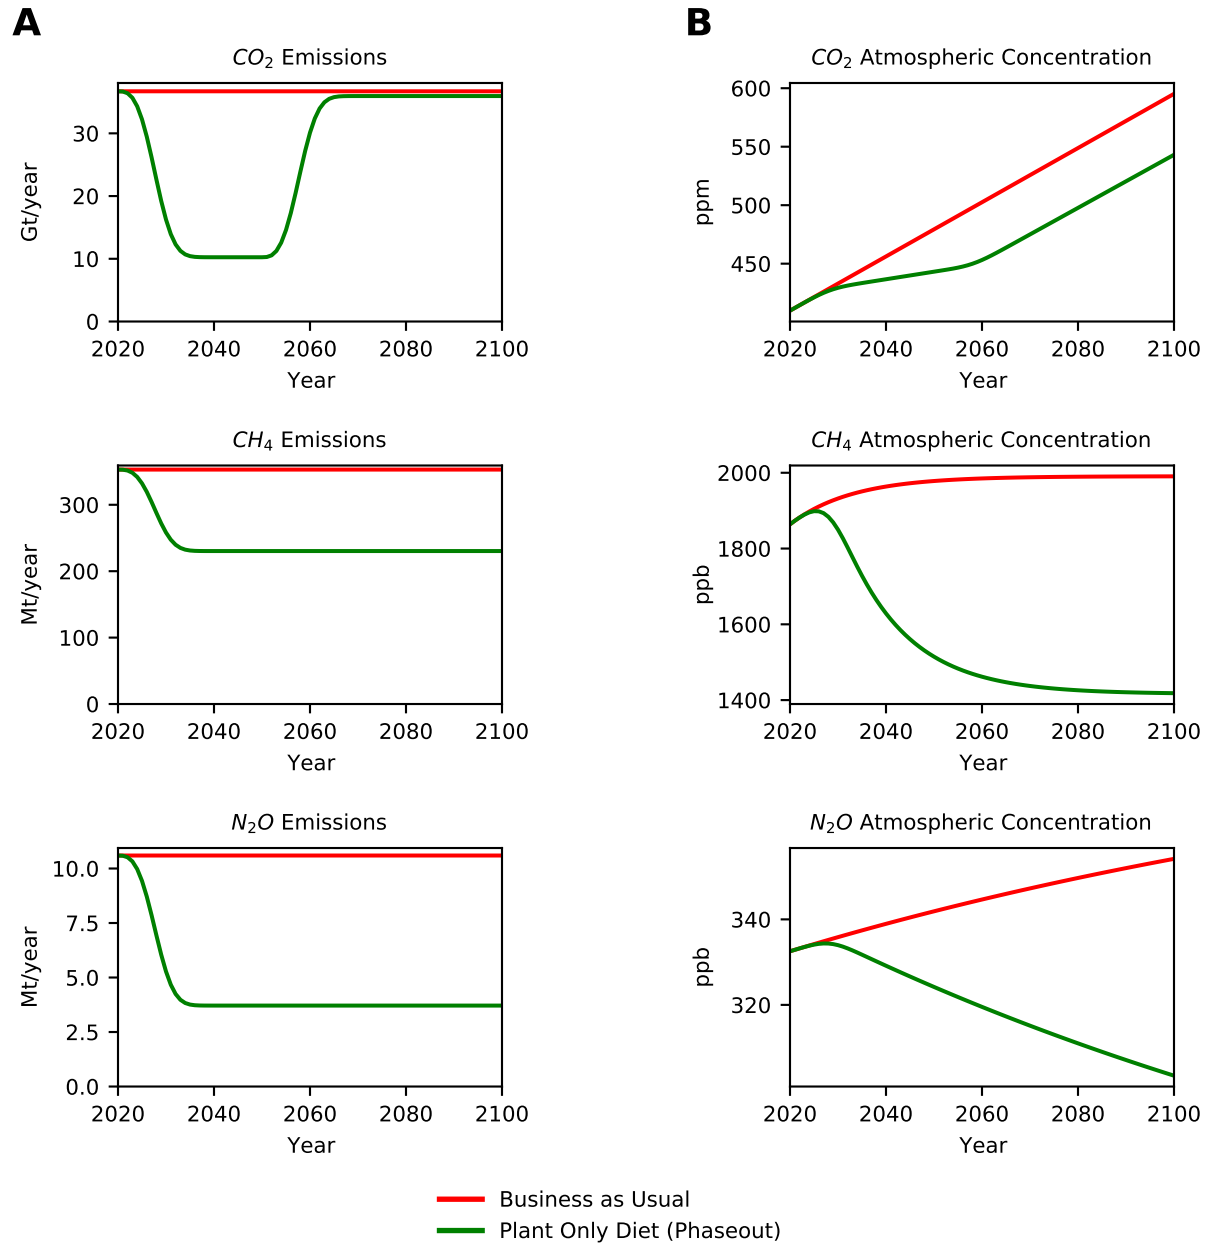 A
B
CO2 Emissions
Gt/year
30
20
10
0
2020 2040 2060 2080 2100
Year
CO2 Atmospheric Concentration
ppm
600
550
500
450
2020 2040 2060 2080 2100
Year
CH4 Emissions
Mt/year
300
200
100
0
2020 2040 2060 2080 2100
Year
CH4 Atmospheric Concentration
ppb
2000
1800
1600
1400
2020 2040 2060 2080 2100
Year
N2O Emissions
Mt/year
10.0
7.5
5.0
2.5
0.0
2020 2040 2060 2080 2100
Year
N2O Atmospheric Concentration
ppb
340
320
2020 2040 2060 2080 2100
Year
Business as Usual
Plant Only Diet (Phaseout)